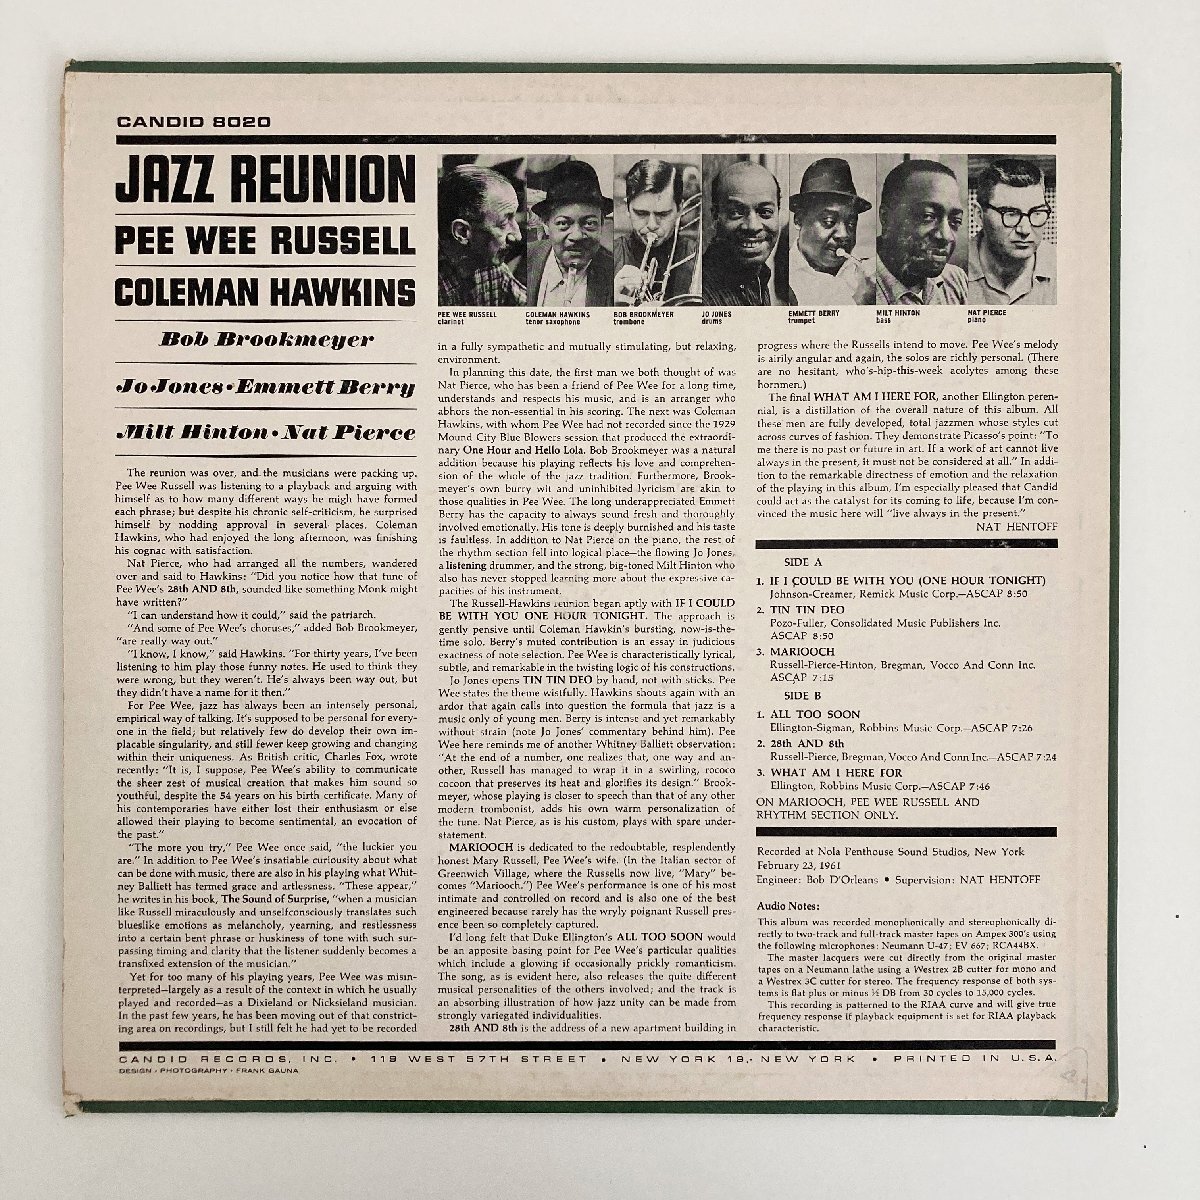 CANDID 8020
JAZZ REUNION
PEE WEE RUSSELL
COLEMAN HAWKINS
Bob Brookmeyer
Jo Jones • Emmett Berry
Milt Hinton • Nat Pierce
PEE WEE RUSSELL
clarinet
COLEMAN HAWKINS
tenor saxophone
BOB BROOKMEYER
trombone
JO JONES
drums
EMMETT BERRY
trumpet
MILT HINTON
bass
NAT PIERCE
piano
The reunion was over, and the musicians were packing up.
Pee Wee Russell was listening to a playback and arguing with
himself as to how many different ways he migh have formed
each phrase; but despite his chronic self-criticism, he surprised
himself by nodding approval in several places. Coleman
Hawkins, who had enjoyed the long afternoon, was finishing
his cognac with satisfaction.
Nat Pierce, who had arranged all the numbers, wandered
over and said to Hawkins: "Did you notice how that tune of
Pee Wee's 28th AND 8th, sounded like something Monk might
have written?"
"I can understand how it could," said the patriarch.
"And some of Pee Wee's choruses," added Bob Brookmeyer,
"are really way out."
"I know, I know," said Hawkins. "For thirty years, I've been
listening to him play those funny notes. He used to think they
were wrong, but they weren't. He's always been way out, but
they didn't have a name for it then."
For Pee Wee, jazz has always been an intensely personal,
empirical way of talking. It's supposed to be personal for every-
one in the field; but relatively few do develop their own im-
placable singularity, and still fewer keep growing and changing
within their uniqueness. As British critic, Charles Fox, wrote
recently: "It is, I suppose, Pee Wee's ability to communicate
the sheer zest of musical creation that makes him sound so
youthful, despite the 54 years on his birth certificate. Many of
his contemporaries have either lost their enthusiasm or else
allowed their playing to become sentimental, an evocation of
the past."
"The more you try," Pee Wee once said, "the luckier you
are." In addition to Pee Wee's insatiable curiousity about what
can be done with music, there are also in his playing what Whit-
ney Balliett has termed grace and artlessness. "These appear,"
he writes in his book, The Sound of Surprise, "when a musician
like Russell miraculously and unselfconsciously translates such
blueslike emotions as melancholy, yearning, and restlessness
into a certain bent phrase or huskiness of tone with such sur-
passing timing and clarity that the listener suddenly becomes a
transfixed extension of the musician."
Yet for too many of his playing years, Pee Wee was misin-
terpreted—largely as a result of the context in which he usually
played and recorded—as a Dixieland or Nicksieland musician.
In the past few years, he has been moving out of that constrict-
ing area on recordings, but I still felt he had yet to be recorded
in a fully sympathetic and mutually stimulating, but relaxing,
environment.
In planning this date, the first man we both thought of was
Nat Pierce, who has been a friend of Pee Wee for a long time,
understands and respects his music, and is an arranger who
abhors the non-essential in his scoring. The next was Coleman
Hawkins, with whom Pee Wee had not recorded since the 1929
Mound City Blue Blowers session that produced the extraordi-
nary One Hour and Hello Lola. Bob Brookmeyer was a natural
addition because his playing reflects his love and comprehen-
sion of the whole of the jazz tradition. Furthermore, Brook-
meyer's own burry wit and uninhibited lyricism are akin to
those qualities in Pee Wee. The long underappreciated Emmett
Berry has the capacity to always sound fresh and thoroughly
involved emotionally. His tone is deeply burnished and his taste
is faultless. In addition to Nat Pierce on the piano, the rest of
the rhythm section fell into logical place—the flowing Jo Jones,
a listening drummer, and the strong, big-toned Milt Hinton who
also has never stopped learning more about the expressive ca-
pacities of his instrument.
The Russell-Hawkins reunion began aptly with IF I COULD
BE WITH YOU ONE HOUR TONIGHT. The approach is
gently pensive until Coleman Hawkin's bursting, now-is-the-
time solo. Berry's muted contribution is an essay in judicious
exactness of note selection. Pee Wee is characteristically lyrical,
subtle, and remarkable in the twisting logic of his constructions.
Jo Jones opens TIN TIN DEO by hand, not with sticks. Pee
Wee states the theme wistfully. Hawkins shouts again with an
ardor that again calls into question the formula that jazz is a
music only of young men. Berry is intense and yet remarkably
without strain (note Jo Jones' commentary behind him). Pee
Wee here reminds me of another Whitney Balliett observation:
"At the end of a number, one realizes that, one way and an-
other, Russell has managed to wrap it in a swirling, rococo
cocoon that preserves its heat and glorifies its design." Brook-
meyer, whose playing is closer to speech than that of any other
modern trombonist, adds his own warm personalization of
the tune. Nat Pierce, as is his custom, plays with spare under-
statement.
MARIOOCH is dedicated to the redoubtable, resplendently
honest Mary Russell, Pee Wee's wife. (In the Italian sector of
Greenwich Village, where the Russells now live, "Mary" be-
comes "Mariooch.") Pee Wee's performance is one of his most
intimate and controlled on record and is also one of the best
engineered because rarely has the wryly poignant Russell pres-
ence been so completely captured.
I'd long felt that Duke Ellington's ALL TOO SOON would
be an apposite basing point for Pee Wee's particular qualities
which include a glowing if occasionally prickly romanticism.
The song, as is evident here, also releases the quite different
musical personalities of the others involved; and the track is
an absorbing illustration of how jazz unity can be made from
strongly variegated individualities.
28th AND 8th is the address of a new apartment building in
progress where the Russells intend to move. Pee Wee's melody
is airily angular and again, the solos are richly personal. (There
are no hesitant, who's-hip-this-week acolytes among these
hornmen.)
The final WHAT AM I HERE FOR, another Ellington peren-
nial, is a distillation of the overall nature of this album. All
these men are fully developed, total jazzmen whose styles cut
across curves of fashion. They demonstrate Picasso's point: "To
me there is no past or future in art. If a work of art cannot live
always in the present, it must not be considered at all." In addi-
tion to the remarkable directness of emotion and the relaxation
of the playing in this album, I'm especially pleased that Candid
could act as the catalyst for its coming to life, because I'm con-
vinced the music here will "live always in the present."
NAT HENTOFF
SIDE A
1. IF I COULD BE WITH YOU (ONE HOUR TONIGHT)
Johnson-Creamer, Remick Music Corp.—ASCAP 8:50
2. TIN TIN DEO
Pozo-Fuller, Consolidated Music Publishers Inc.
ASCAP 8:50
3. MARIOOCH
Russell-Pierce-Hinton, Bregman, Vocco And Conn Inc.
ASCAP 7:15
SIDE B
1. ALL TOO SOON
Ellington-Sigman, Robbins Music Corp.—ASCAP 7:26
2. 28th AND 8th
Russell-Pierce, Bregman, Vocco And Conn Inc.—ASCAP 7:24
3. WHAT AM I HERE FOR
Ellington, Robbins Music Corp.—ASCAP 7:46
ON MARIOOCH, PEE WEE RUSSELL AND
RHYTHM SECTION ONLY.
Recorded at Nola Penthouse Sound Studios, New York
February 23, 1961
Engineer: Bob D'Orleans • Supervision: NAT HENTOFF
Audio Notes:
This album was recorded monophonically and stereophonically di-
rectly to two-track and full-track master tapes on Ampex 300's using
the following microphones: Neumann U-47; EV 667; RCA44BX.
The master lacquers were cut directly from the original master
tapes on a Neumann lathe using a Westrex 2B cutter for mono and
a Westrex 3C cutter for stereo. The frequency response of both sys-
tems is flat plus or minus ½ DB from 30 cycles to 15,000 cycles.
This recording is patterned to the RIAA curve and will give true
frequency response if playback equipment is set for RIAA playback
characteristic.
CANDID RECORDS, INC. • 119 WEST 57TH STREET • NEW YORK 19, NEW YORK • PRINTED IN U.S.A.
DESIGN • PHOTOGRAPHY • FRANK GAUNA